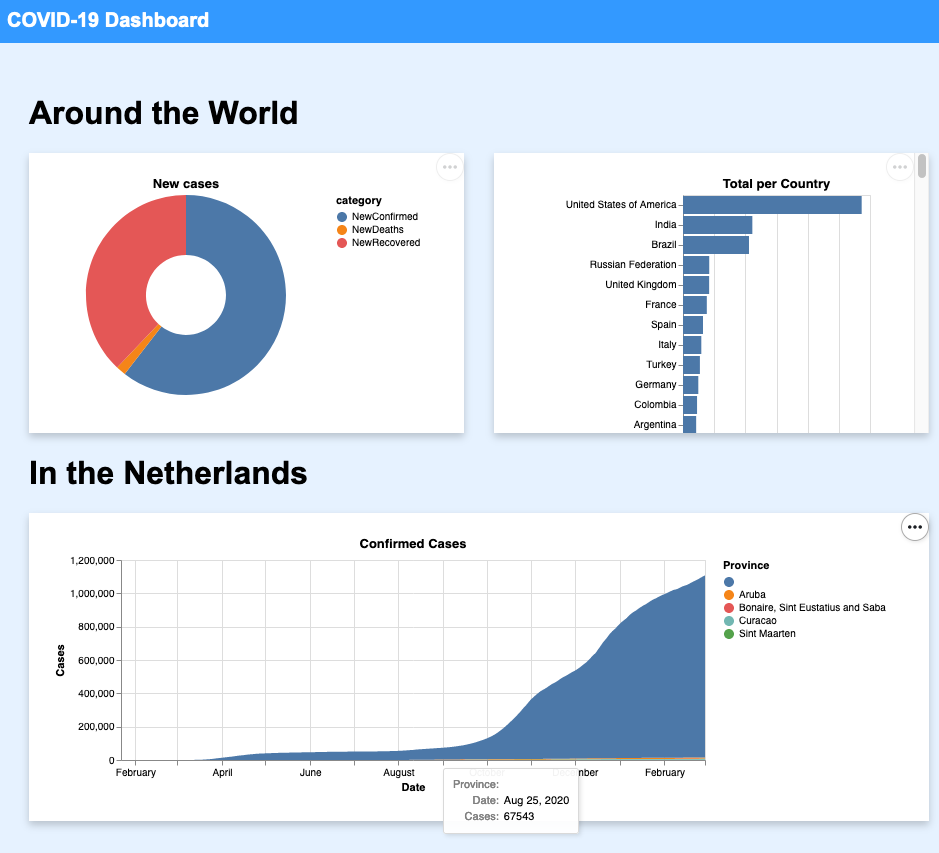 COVID-19 Dashboard
Around the World
New cases
category
NewConfirmed
NewDeaths
NewRecovered
Total per Country
United States of America
India
Brazil
Russian Federation
United Kingdom
France
Spain
Italy
Turkey
Germany
Colombia
Argentina
In the Netherlands
Confirmed Cases
1,200,000
1,000,000
800,000
600,000
400,000
200,000
0
Cases
February April June August October December February
Date
Province
Aruba
Bonaire, Sint Eustatius and Saba
Curacao
Sint Maarten
Province:
Date: Aug 25, 2020
Cases: 67543